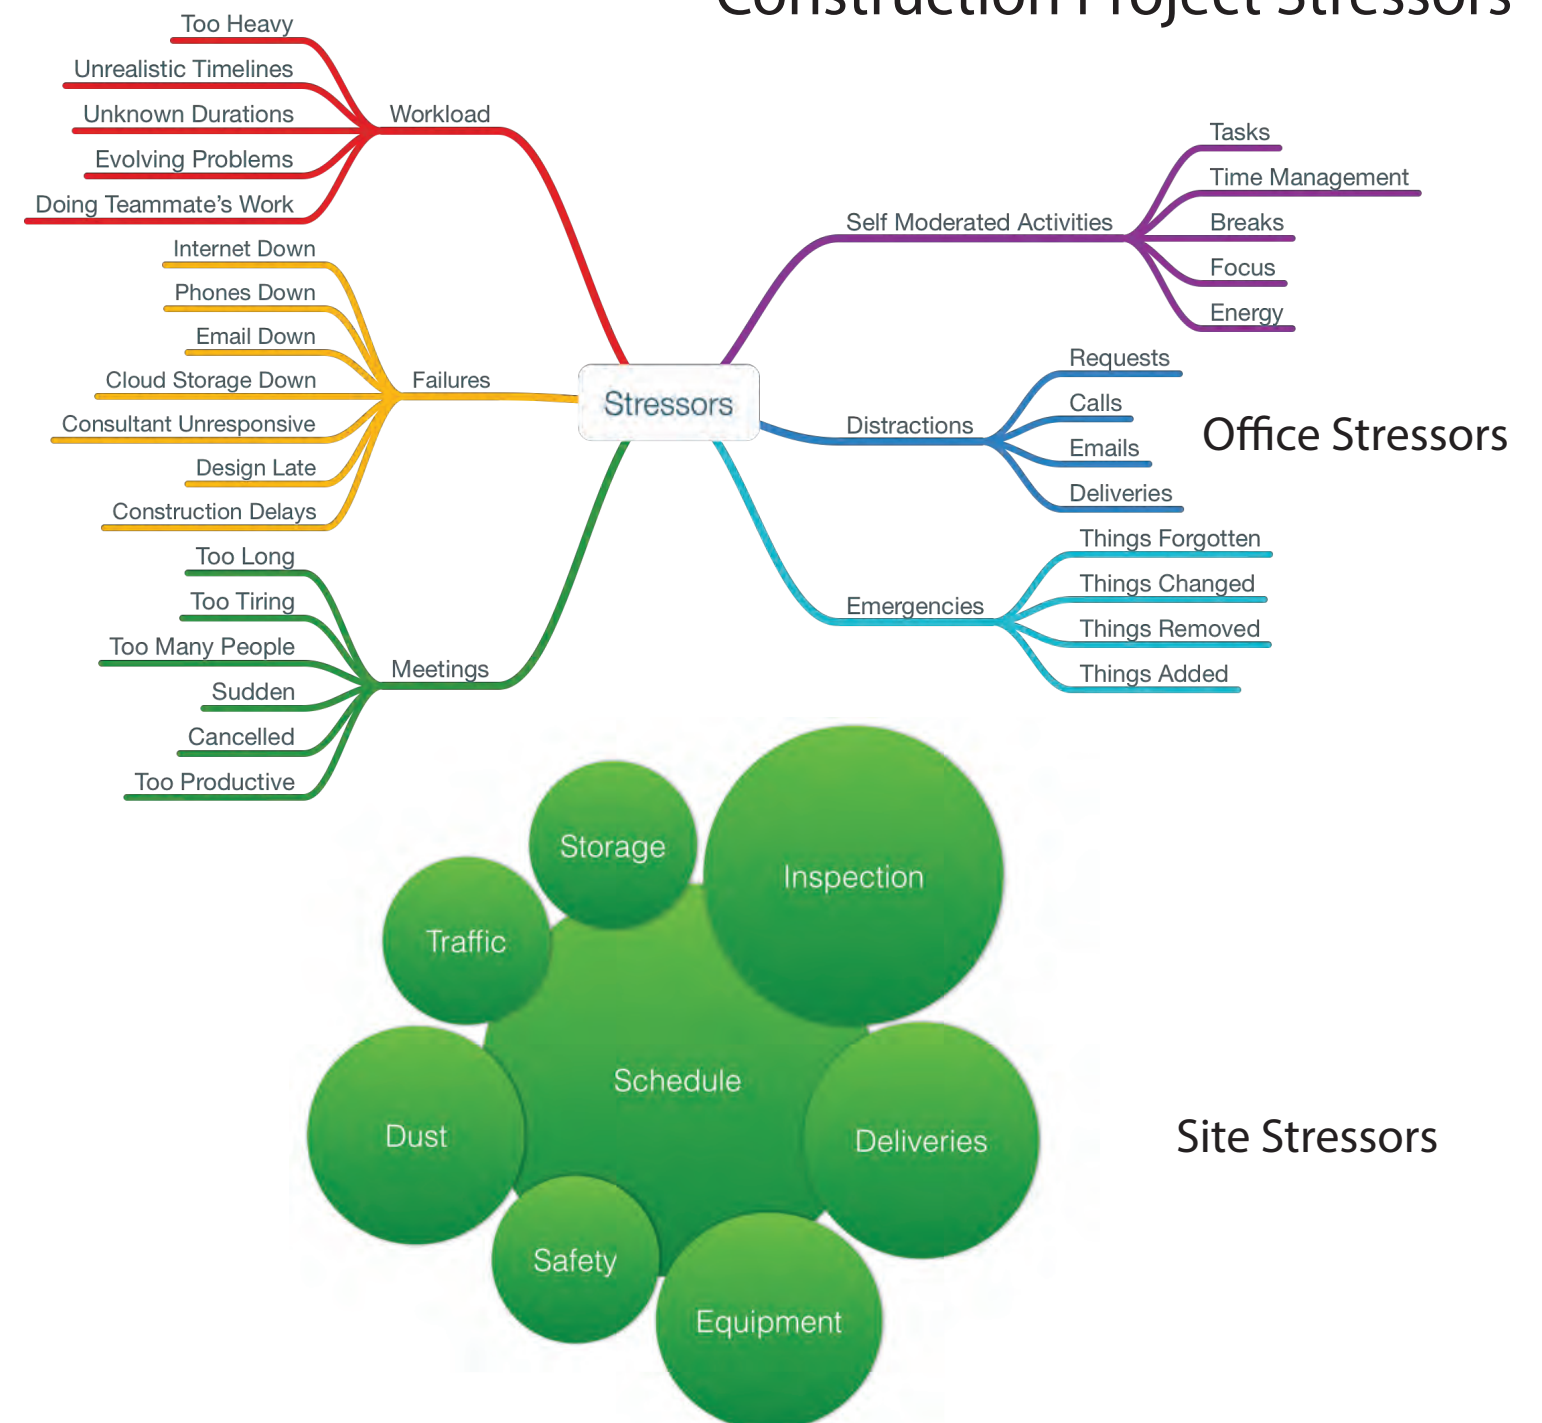 Construction Project Stressors
Too Heavy
Unrealistic Timelines
Unknown Durations
Evolving Problems
Doing Teammate's Work
Workload
Internet Down
Phones Down
Email Down
Cloud Storage Down
Consultant Unresponsive
Design Late
Construction Delays
Failures
Too Long
Too Tiring
Too Many People
Sudden
Cancelled
Too Productive
Meetings
Stressors
Self Moderated Activities
Tasks
Time Management
Breaks
Focus
Energy
Distractions
Requests
Calls
Emails
Deliveries
Emergencies
Things Forgotten
Things Changed
Things Removed
Things Added
Office Stressors
Storage
Inspection
Traffic
Schedule
Dust
Deliveries
Safety
Equipment
Site Stressors